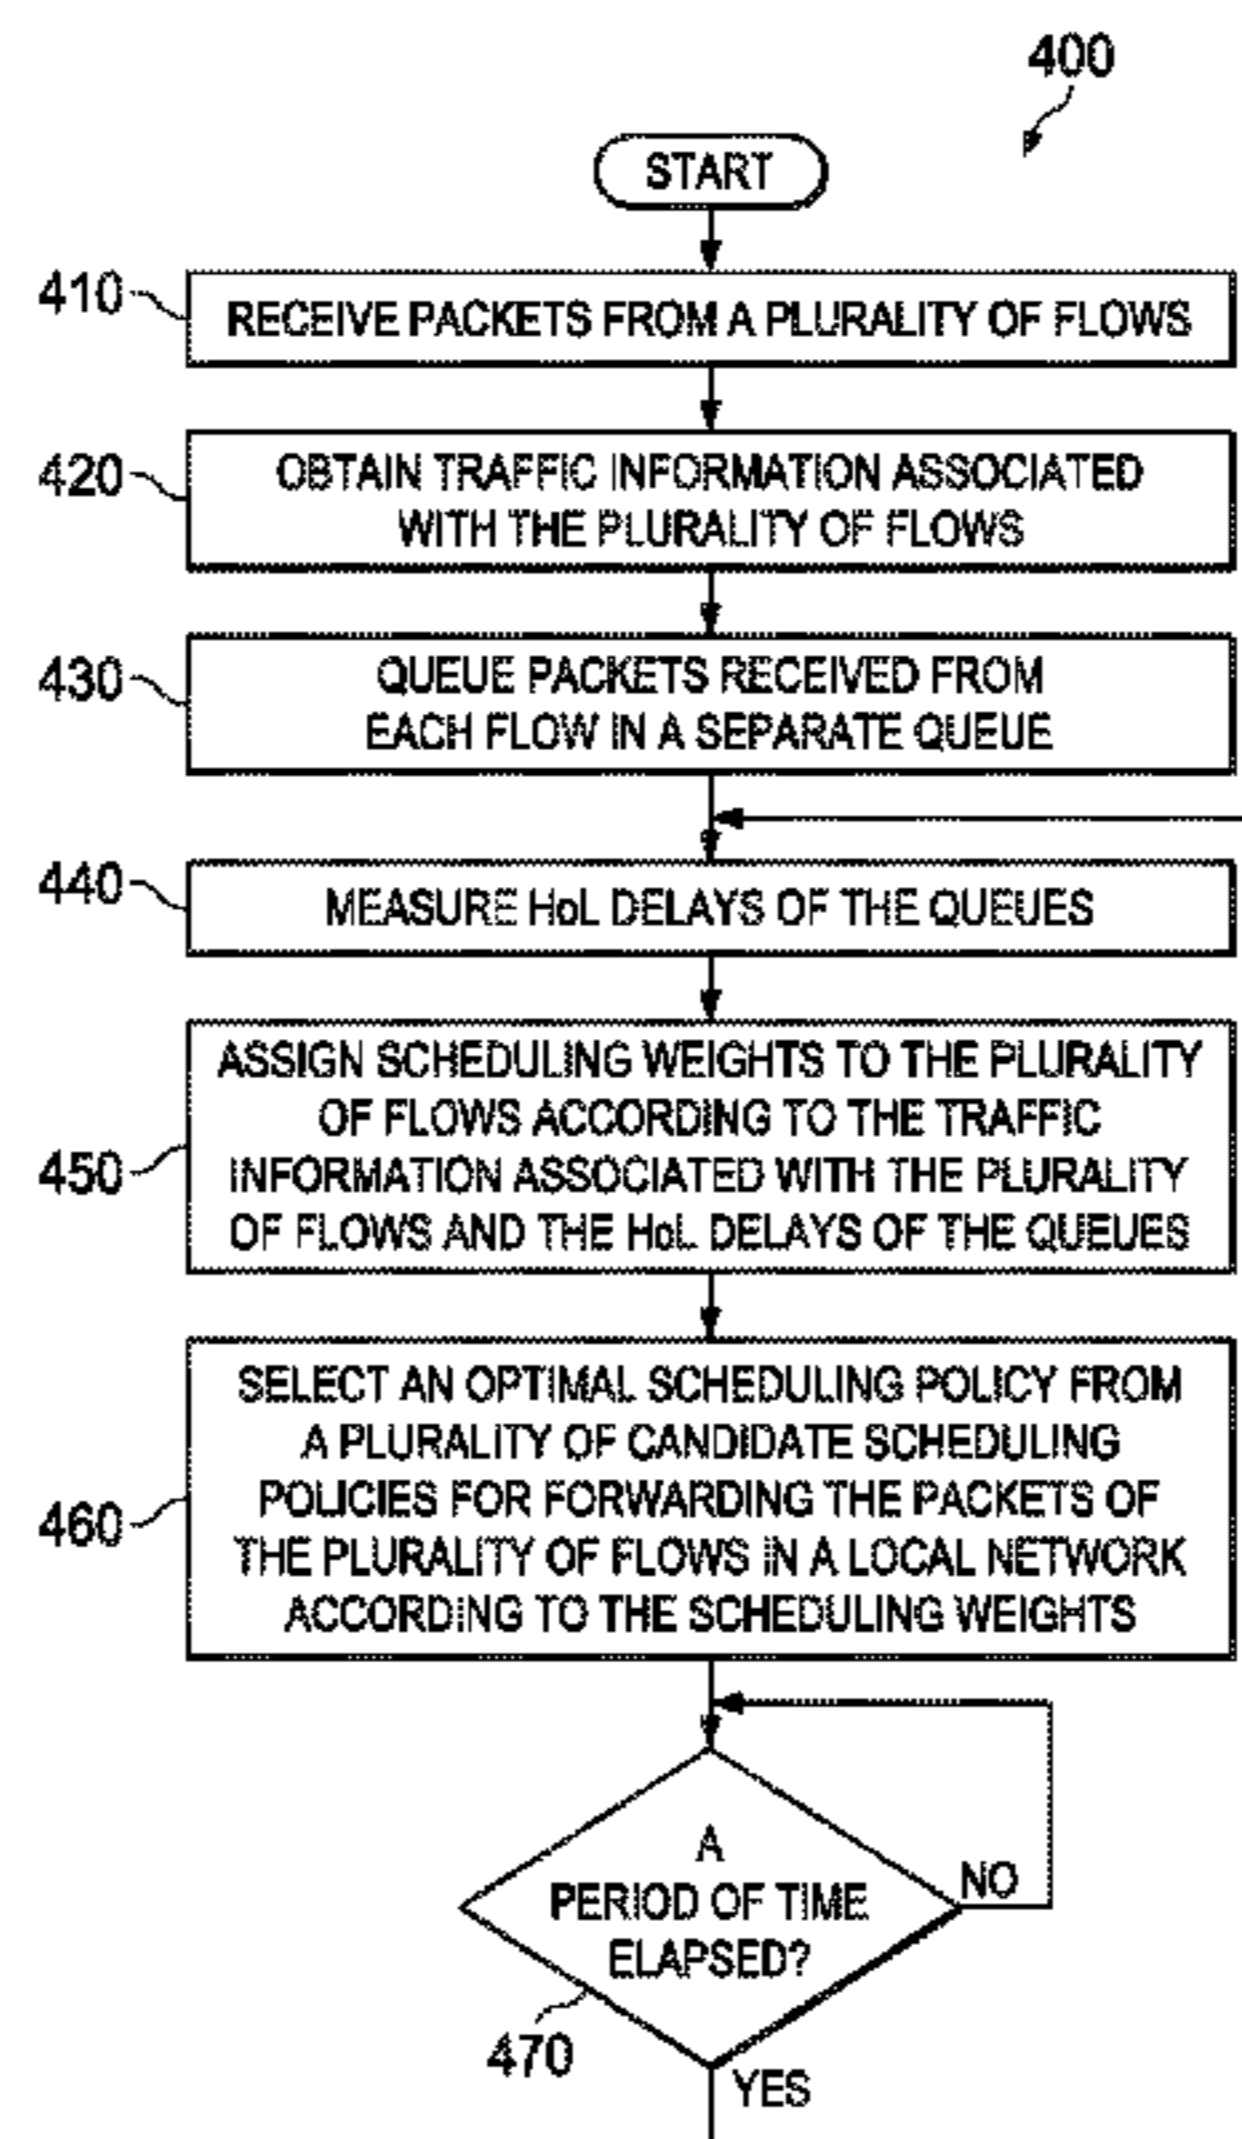 400
START
410
RECEIVE PACKETS FROM A PLURALITY OF FLOWS
420
OBTAIN TRAFFIC INFORMATION ASSOCIATED
WITH THE PLURALITY OF FLOWS
430
QUEUE PACKETS RECEIVED FROM
EACH FLOW IN A SEPARATE QUEUE
440
MEASURE HoL DELAYS OF THE QUEUES
450
ASSIGN SCHEDULING WEIGHTS TO THE PLURALITY
OF FLOWS ACCORDING TO THE TRAFFIC
INFORMATION ASSOCIATED WITH THE PLURALITY
OF FLOWS AND THE HoL DELAYS OF THE QUEUES
460
SELECT AN OPTIMAL SCHEDULING POLICY FROM
A PLURALITY OF CANDIDATE SCHEDULING
POLICIES FOR FORWARDING THE PACKETS OF
THE PLURALITY OF FLOWS IN A LOCAL NETWORK
ACCORDING TO THE SCHEDULING WEIGHTS
A
PERIOD OF TIME
ELAPSED?
NO
470
YES